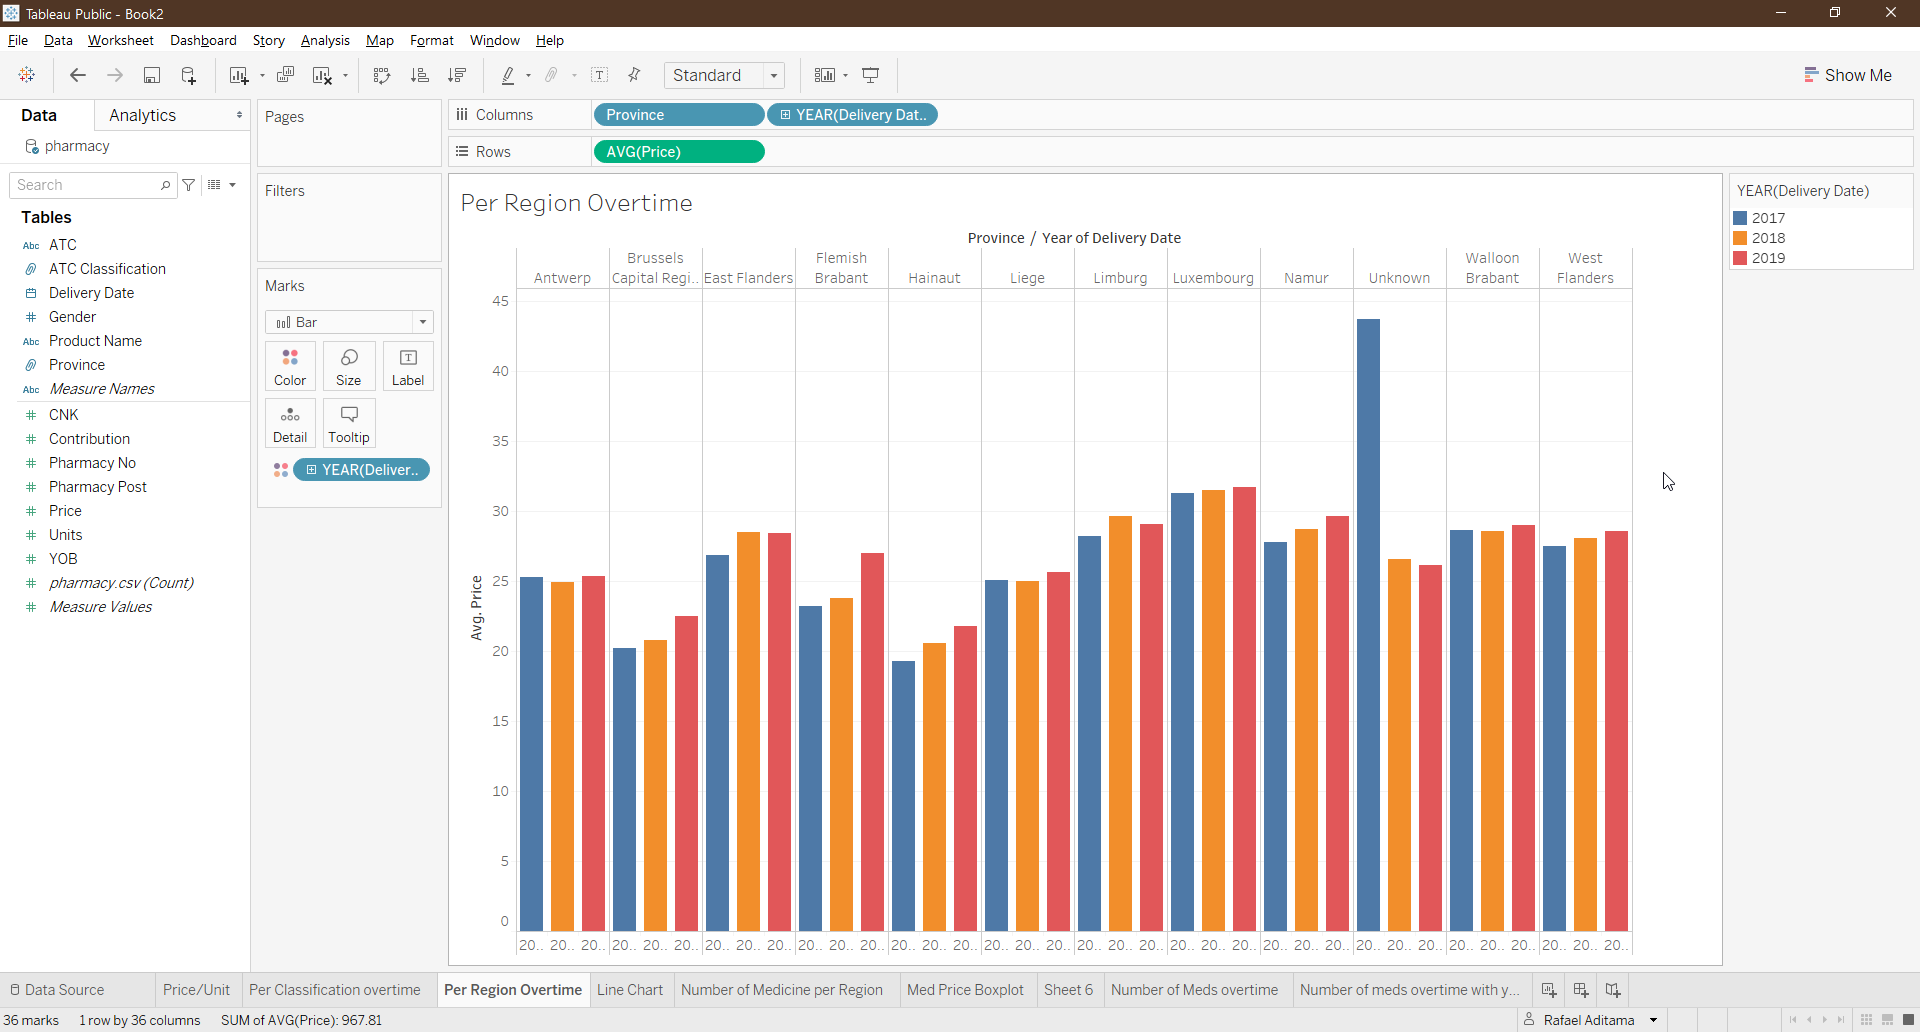 Tableau Public - Book2
File Data Worksheet Dashboard Story Analysis Map Format Window Help
Standard
Show Me
Data Analytics
pharmacy
Search
Tables
Abc ATC
ATC Classification
Delivery Date
Gender
Abc Product Name
Province
Abc Measure Names
CNK
Contribution
Pharmacy No
Pharmacy Post
Price
Units
YOB
pharmacy.csv (Count)
Measure Values
Pages
Filters
Marks
Bar
Color Size Label
Detail Tooltip
YEAR(Deliver..
Columns Province YEAR(Delivery Dat..
Rows AVG(Price)
Per Region Overtime
Province / Year of Delivery Date
Antwerp
Brussels
Capital Regi..
East Flanders
Flemish
Brabant
Hainaut
Liege
Limburg
Luxembourg
Namur
Unknown
Walloon
Brabant
West
Flanders
45
40
35
30
25
20
15
10
5
0
Avg. Price
20.. 20.. 20.. 20.. 20.. 20.. 20.. 20.. 20.. 20.. 20.. 20.. 20.. 20.. 20.. 20.. 20.. 20.. 20.. 20.. 20.. 20.. 20.. 20.. 20.. 20.. 20.. 20.. 20.. 20.. 20.. 20.. 20.. 20.. 20.. 20..
YEAR(Delivery Date)
2017
2018
2019
Data Source Price/Unit Per Classification overtime Per Region Overtime Line Chart Number of Medicine per Region Med Price Boxplot Sheet 6 Number of Meds overtime Number of meds overtime with y...
36 marks 1 row by 36 columns SUM of AVG(Price): 967.81 Rafael Aditama